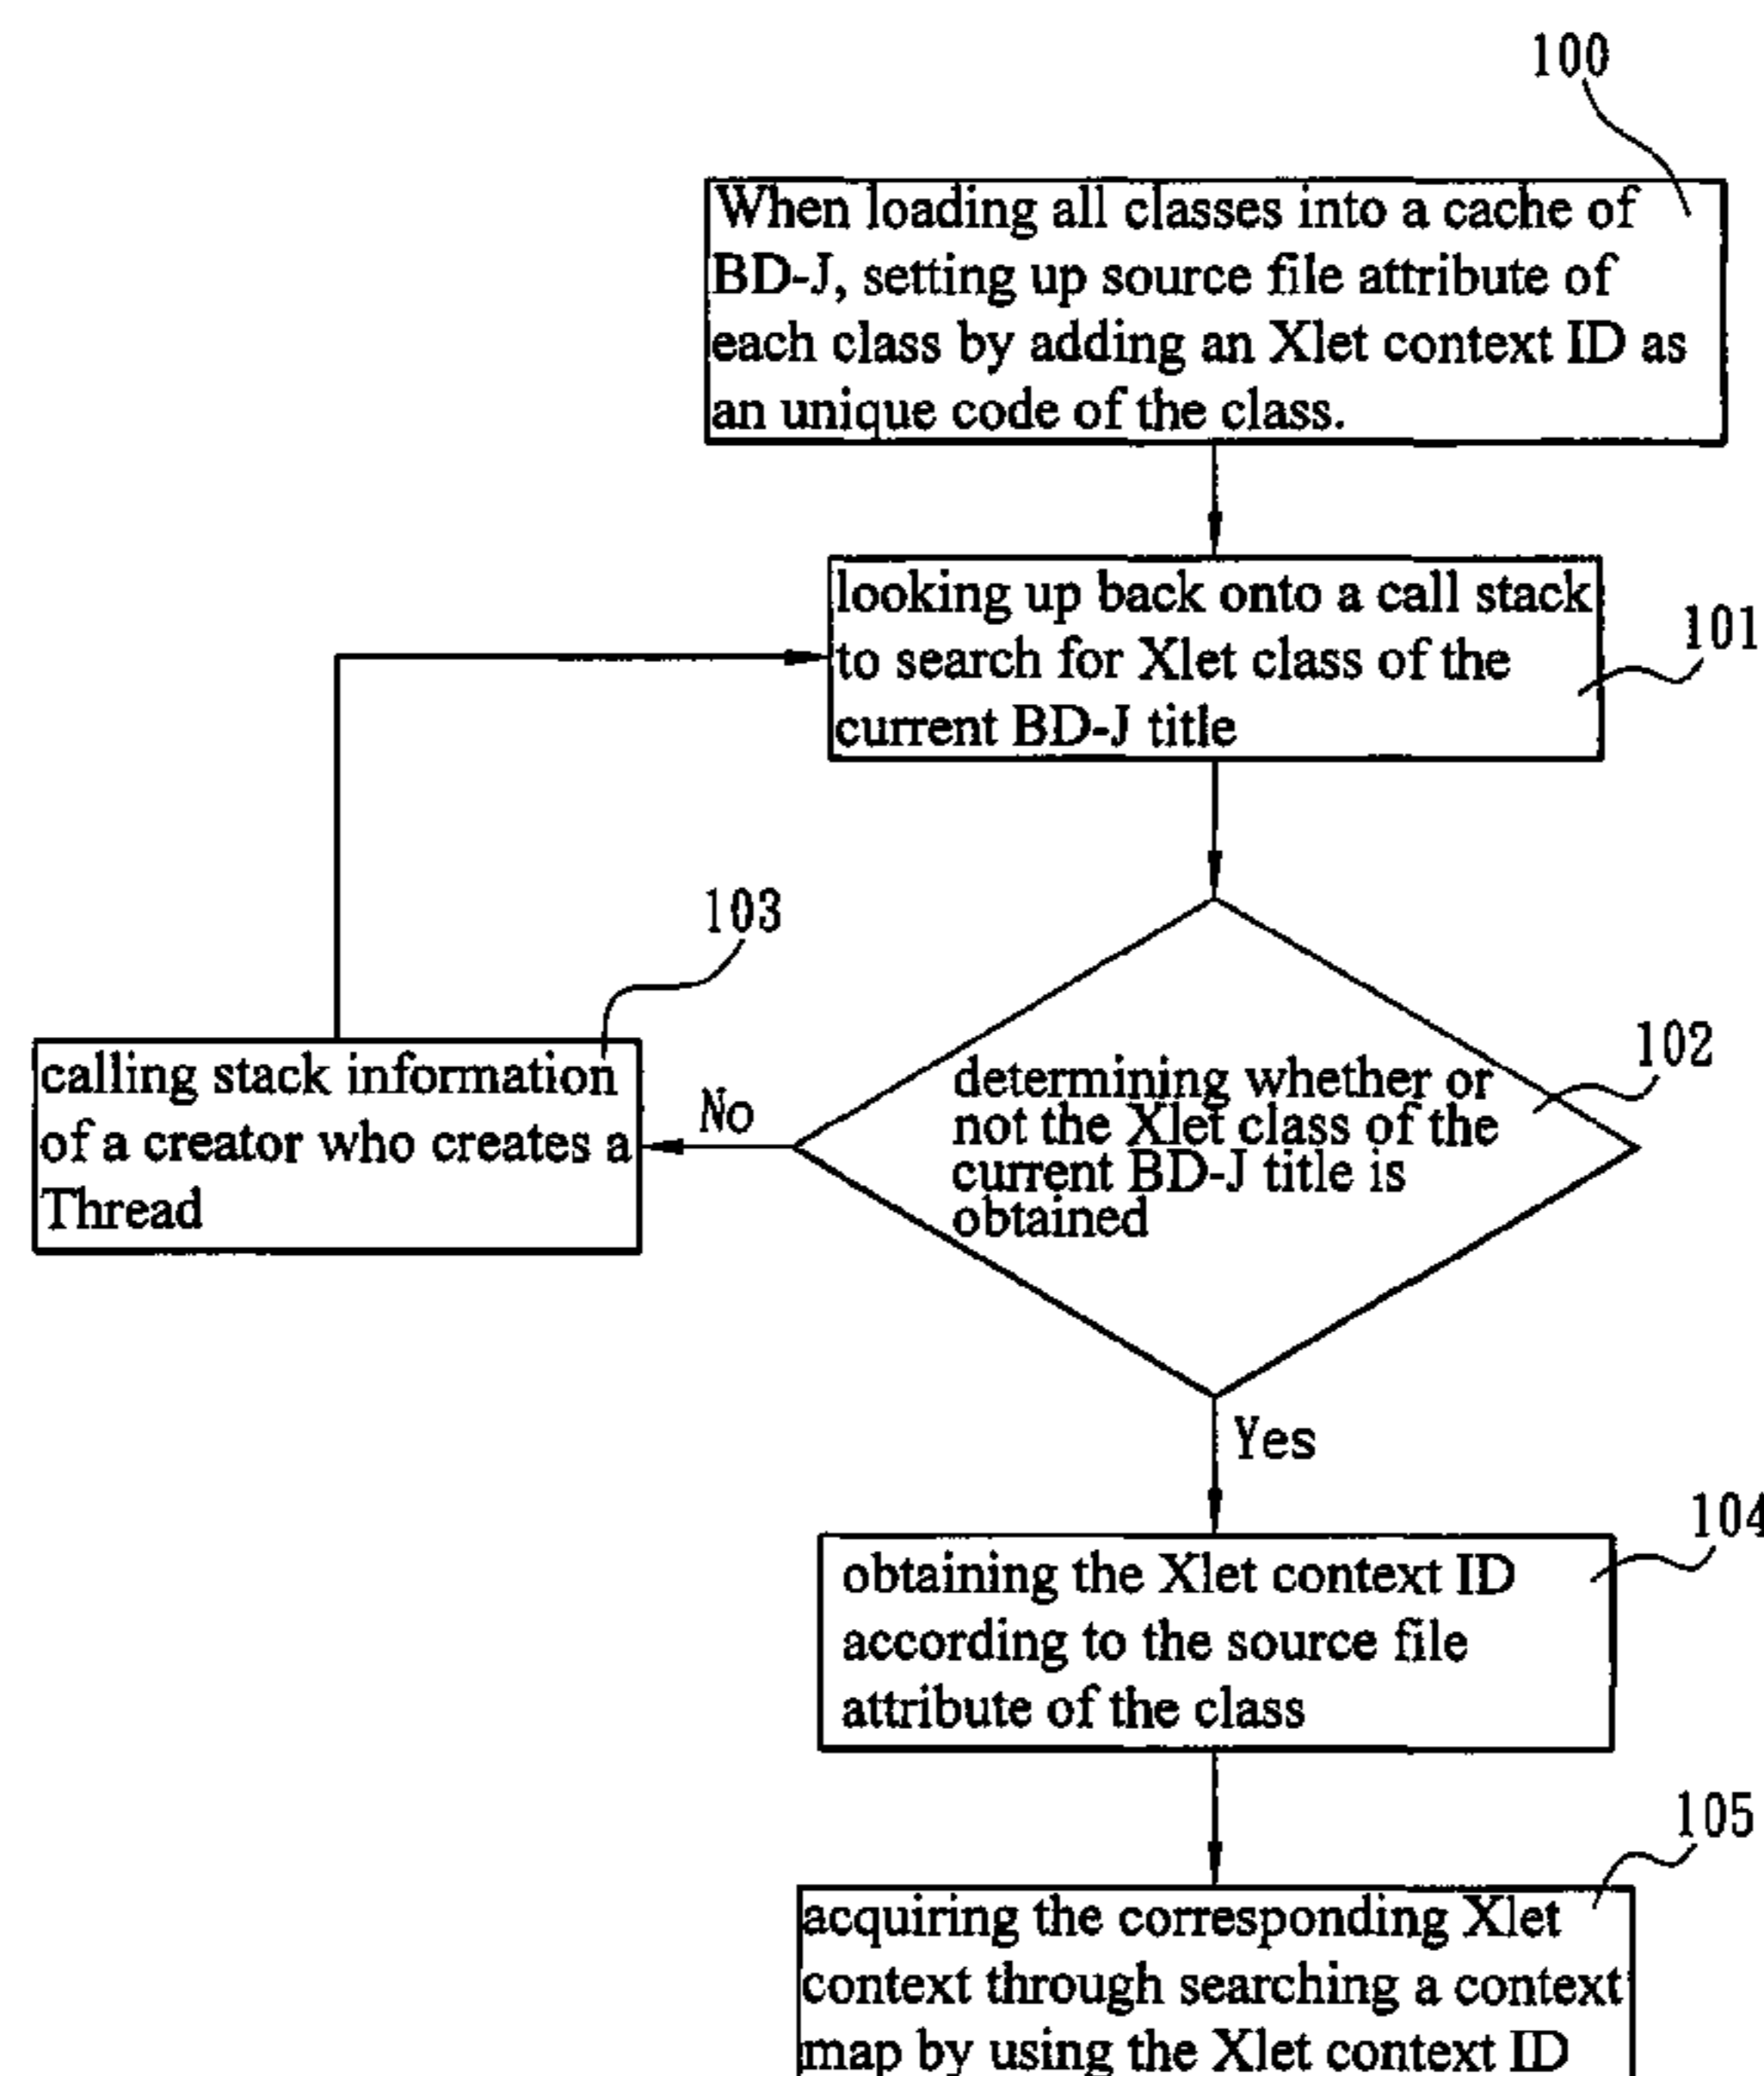 100
When loading all classes into a cache of
BD-J, setting up source file attribute of
each class by adding an Xlet context ID as
an unique code of the class.
looking up back onto a call stack
to search for Xlet class of the
current BD-J title
101
103
calling stack information
of a creator who creates a
Thread
No
determining whether or
not the Xlet class of the
current BD-J title is
obtained
102
Yes
104
obtaining the Xlet context ID
according to the source file
attribute of the class
105
acquiring the corresponding Xlet
context through searching a context
map by using the Xlet context ID